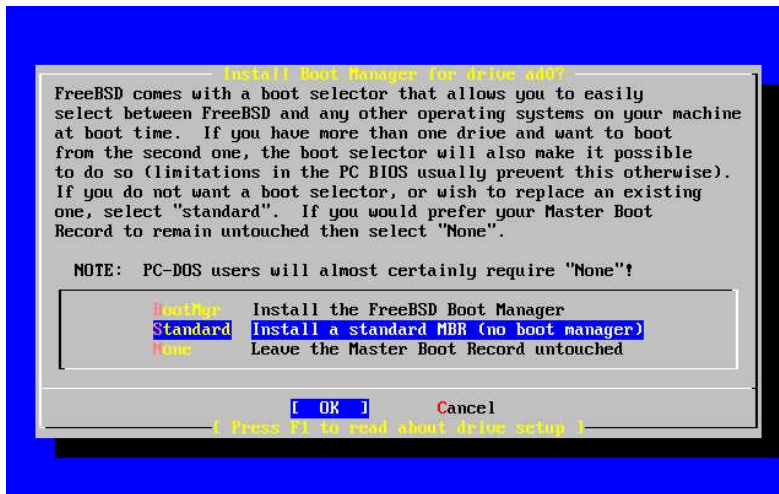 Install Boot Manager for drive ad0?
FreeBSD comes with a boot selector that allows you to easily
select between FreeBSD and any other operating systems on your machine
at boot time.  If you have more than one drive and want to boot
from the second one, the boot selector will also make it possible
to do so (limitations in the PC BIOS usually prevent this otherwise).
If you do not want a boot selector, or wish to replace an existing
one, select "standard".  If you would prefer your Master Boot
Record to remain untouched then select "None".
NOTE:  PC-DOS users will almost certainly require "None"!
BootMgr   Install the FreeBSD Boot Manager
Standard  Install a standard MBR (no boot manager)
None      Leave the Master Boot Record untouched
[  OK  ]     Cancel
[ Press F1 to read about drive setup ]